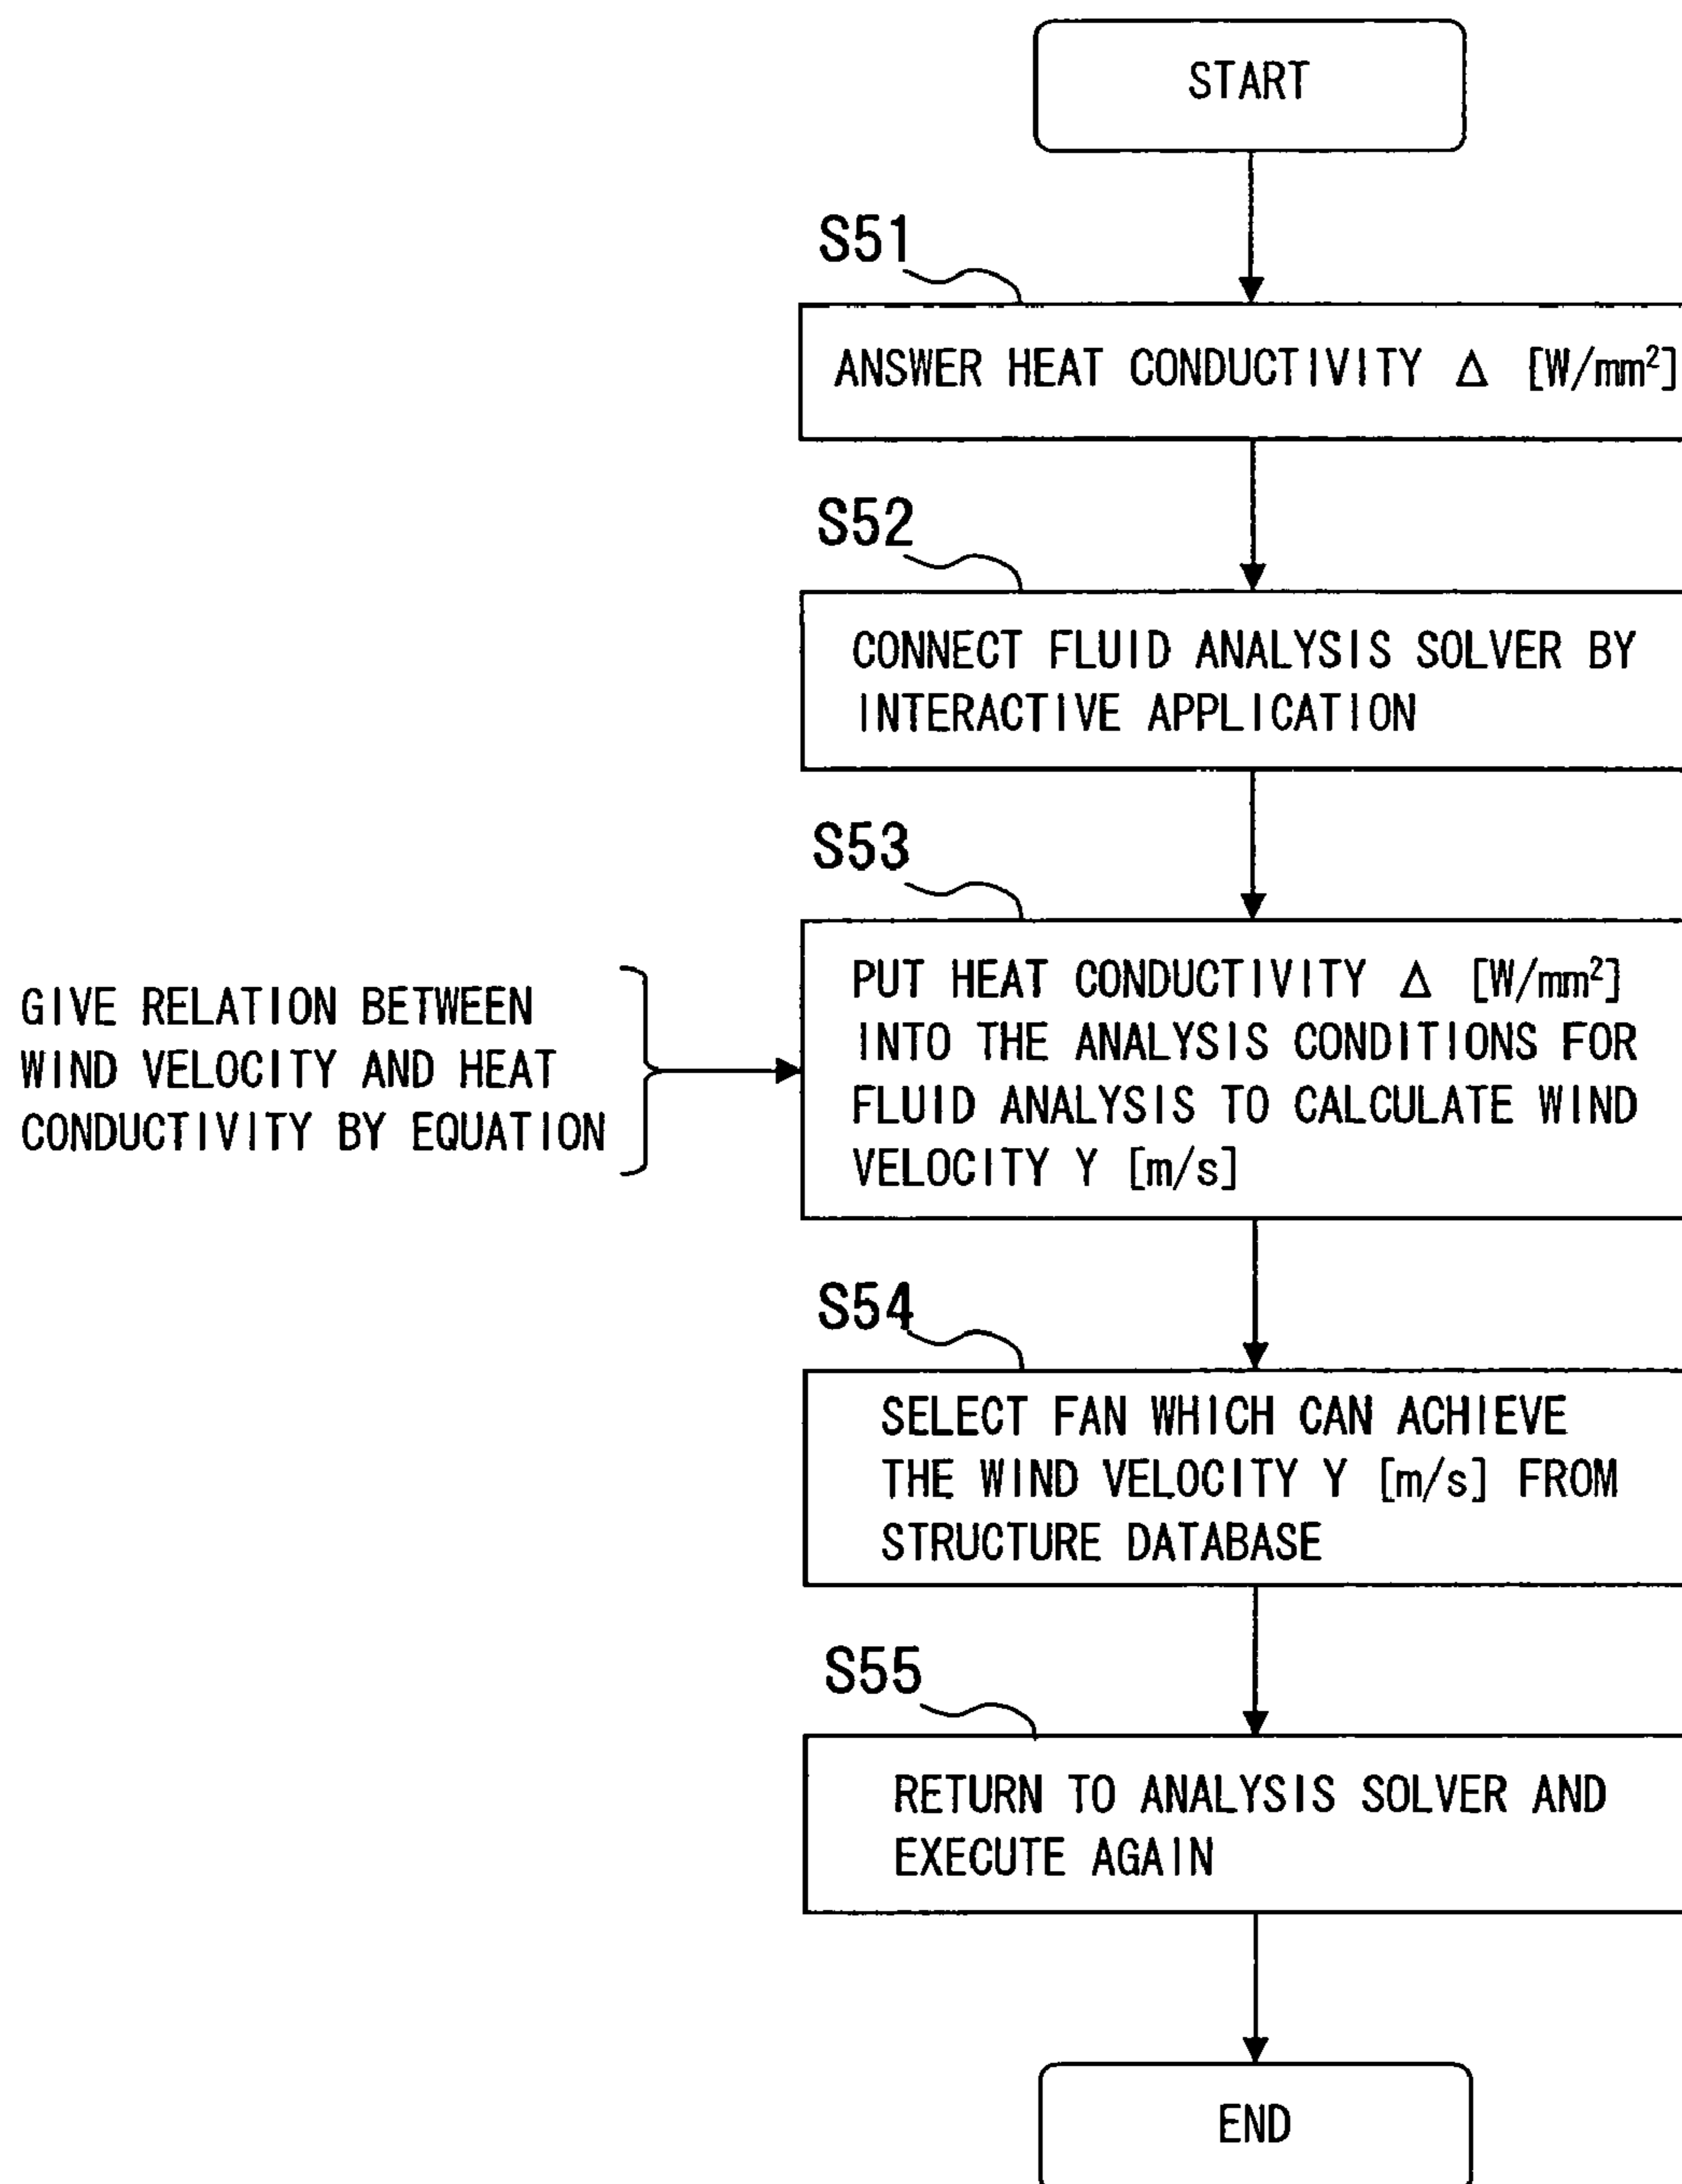 START
S51
ANSWER HEAT CONDUCTIVITY Δ [W/mm²]
S52
CONNECT FLUID ANALYSIS SOLVER BY
INTERACTIVE APPLICATION
S53
GIVE RELATION BETWEEN
WIND VELOCITY AND HEAT
CONDUCTIVITY BY EQUATION
PUT HEAT CONDUCTIVITY Δ [W/mm²]
INTO THE ANALYSIS CONDITIONS FOR
FLUID ANALYSIS TO CALCULATE WIND
VELOCITY Y [m/s]
S54
SELECT FAN WHICH CAN ACHIEVE
THE WIND VELOCITY Y [m/s] FROM
STRUCTURE DATABASE
S55
RETURN TO ANALYSIS SOLVER AND
EXECUTE AGAIN
END